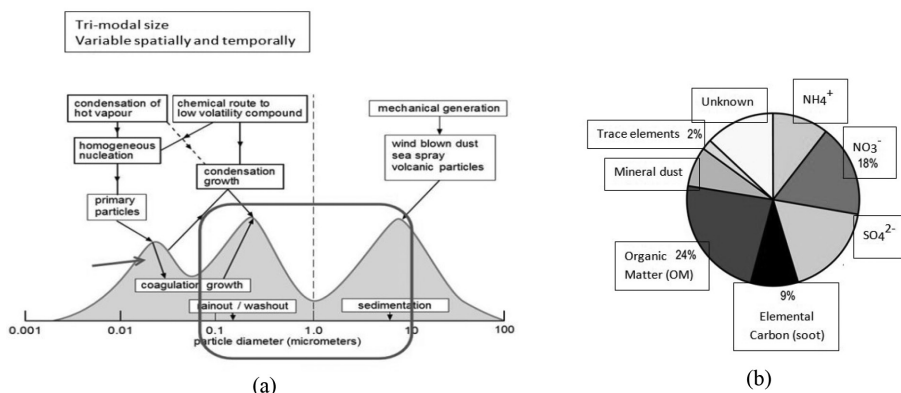 Tri-modal size
Variable spatially and temporally
condensation of
hot vapour
chemical route to
low volatility compound
mechanical generation
homogeneous
nucleation
wind blown dust
sea spray
volcanic particles
condensation
growth
primary
particles
coagulation growth
rainout / washout
sedimentation
0.001
0.01
0.1
1.0
10
100
particle diameter (micrometers)
(a)
Unknown
NH4+
Trace elements 2%
NO3-
18%
Mineral dust
SO42-
Organic 24%
Matter (OM)
9%
Elemental
Carbon (soot)
(b)